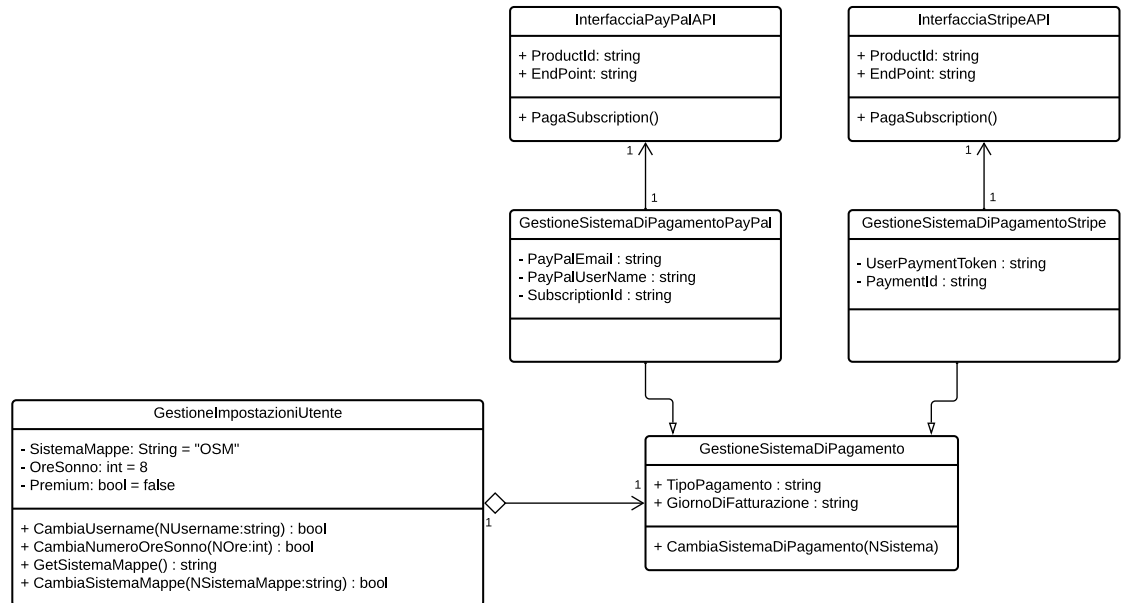 InterfacciaPayPalAPI
+ ProductId: string
+ EndPoint: string
+ PagaSubscription()
InterfacciaStripeAPI
+ ProductId: string
+ EndPoint: string
+ PagaSubscription()
1
1
1
1
GestioneSistemaDiPagamentoPayPal
- PayPalEmail : string
- PayPalUserName : string
- SubscriptionId : string
GestioneSistemaDiPagamentoStripe
- UserPaymentToken : string
- PaymentId : string
GestioneImpostazioniUtente
- SistemaMappe: String = "OSM"
- OreSonno: int = 8
- Premium: bool = false
+ CambiaUsername(NUsername:string) : bool
+ CambiaNumeroOreSonno(NOre:int) : bool
+ GetSistemaMappe() : string
+ CambiaSistemaMappe(NSistemaMappe:string) : bool
1
1
GestioneSistemaDiPagamento
+ TipoPagamento : string
+ GiornoDiFatturazione : string
+ CambiaSistemaDiPagamento(NSistema)